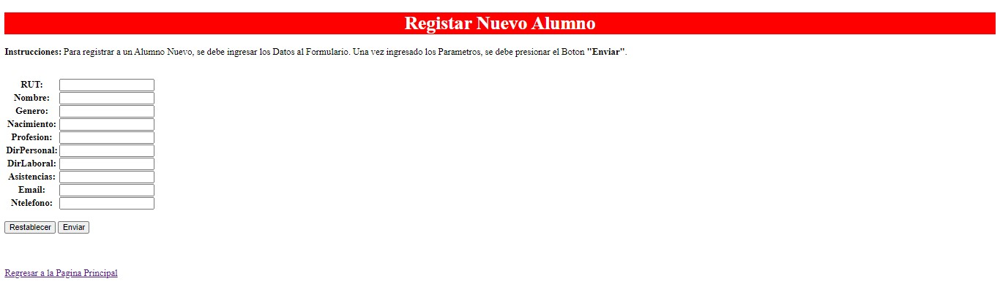 Registar Nuevo Alumno
Instrucciones: Para registrar a un Alumno Nuevo, se debe ingresar los Datos al Formulario. Una vez ingresado los Parametros, se debe presionar el Boton "Enviar".
RUT:
Nombre:
Genero:
Nacimiento:
Profesion:
DirPersonal:
DirLaboral:
Asistencias:
Email:
Ntelefono:
Restablecer Enviar
Regresar a la Pagina Principal